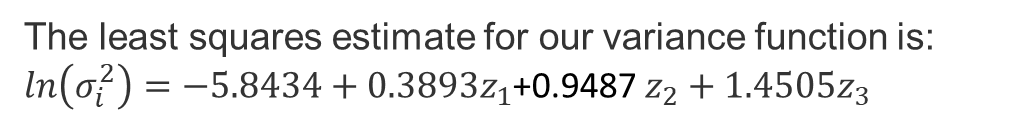 The least squares estimate for our variance function is:
ln(σᵢ²) = −5.8434 + 0.3893z₁+0.9487 z₂ + 1.4505z₃